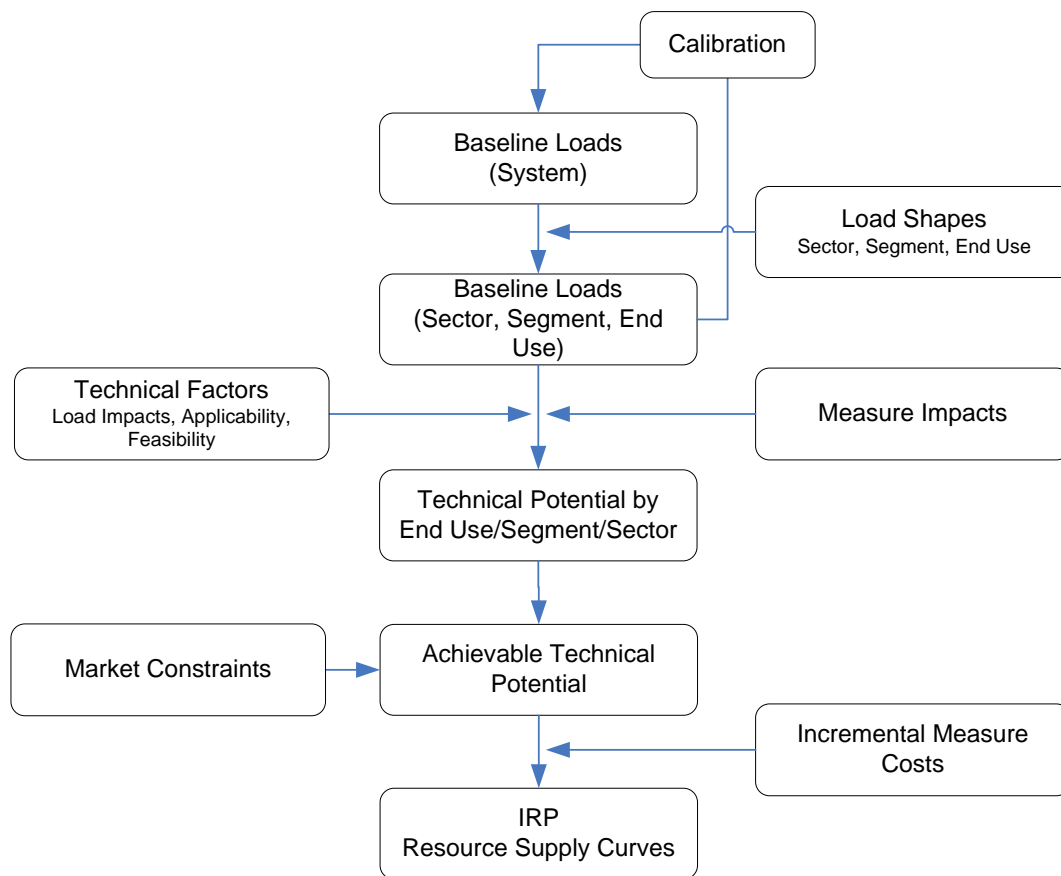 Calibration
Baseline Loads
(System)
Load Shapes
Sector, Segment, End Use
Baseline Loads
(Sector, Segment, End
Use)
Technical Factors
Load Impacts, Applicability,
Feasibility
Measure Impacts
Technical Potential by
End Use/Segment/Sector
Market Constraints
Achievable Technical
Potential
Incremental Measure
Costs
IRP
Resource Supply Curves